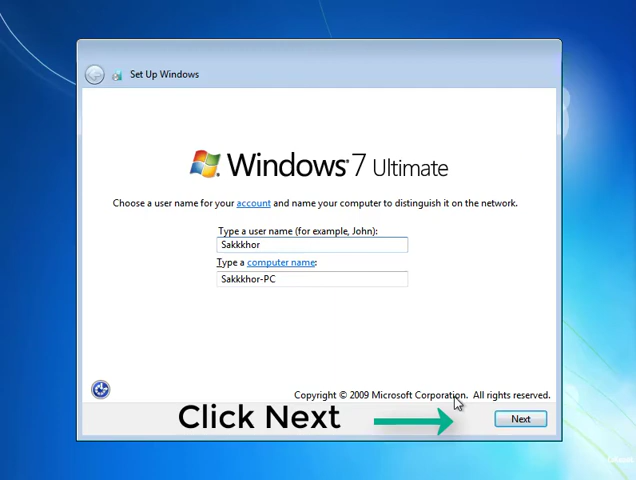 Set Up Windows
Windows 7 Ultimate
Choose a user name for your account and name your computer to distinguish it on the network.
Type a user name (for example, John):
Sakkkhor
Type a computer name:
Sakkkhor-PC
Copyright © 2009 Microsoft Corporation. All rights reserved.
Click Next
Next